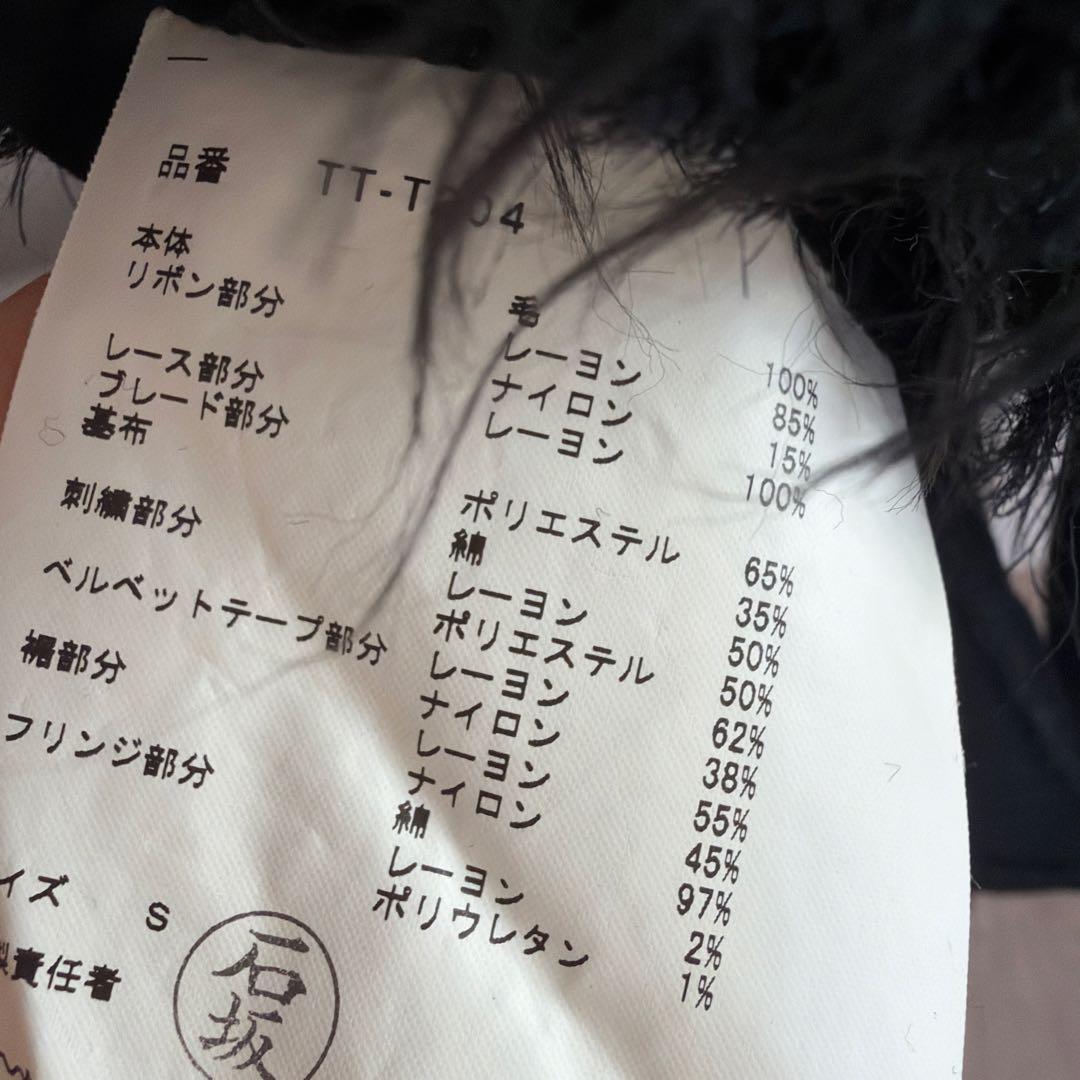 品番
本体 毛 100%
リボン部分 レーヨン 85%
ナイロン 15%
レース部分 レーヨン 100%
ブレード部分
基布 ポリエステル 65%
綿 35%
刺繍部分 レーヨン 50%
ポリエステル 50%
ベルベットテープ部分 レーヨン 62%
ナイロン 38%
裾部分 レーヨン 55%
ナイロン 45%
フリンジ部分 綿 97%
レーヨン 2%
ポリウレタン 1%
イズ S
責任者 石坂